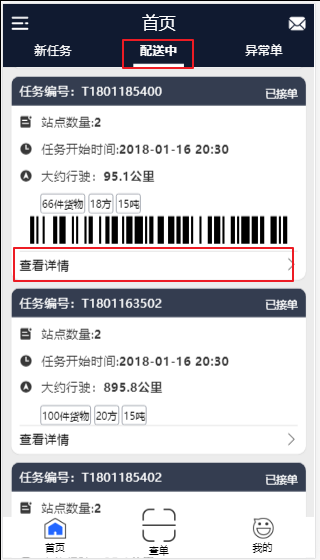 首页
新任务 配送中 异常单
任务编号：T1801185400 已接单
站点数量:2
任务开始时间:2018-01-16 20:30
大约行驶：95.1公里
66件货物 18方 15吨
查看详情
任务编号：T1801163502 已接单
站点数量:2
任务开始时间:2018-01-16 20:30
大约行驶：895.8公里
100件货物 20方 15吨
查看详情
任务编号：T1801185402 已接单
站点数量:2
首页 查单 我的